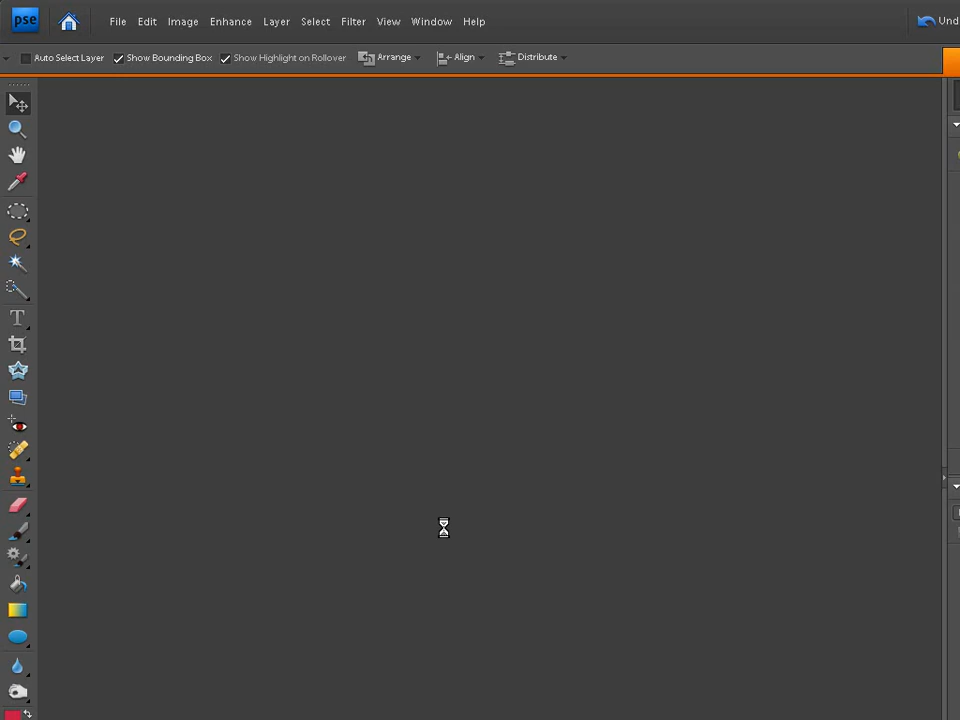 pse File Edit Image Enhance Layer Select Filter View Window Help Und
Auto Select Layer Show Bounding Box Show Highlight on Rollover Arrange Align Distribute
T